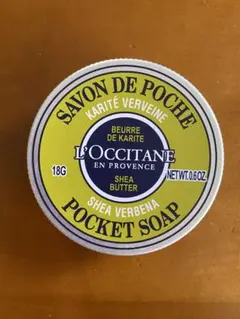 SAVON DE POCHE
KARITÉ VERVEINE
BEURRE
DE KARITE
L'OCCITANE
EN PROVENCE
18G
NET WT. 0.6 OZ.
SHEA
BUTTER
SHEA VERBENA
POCKET SOAP